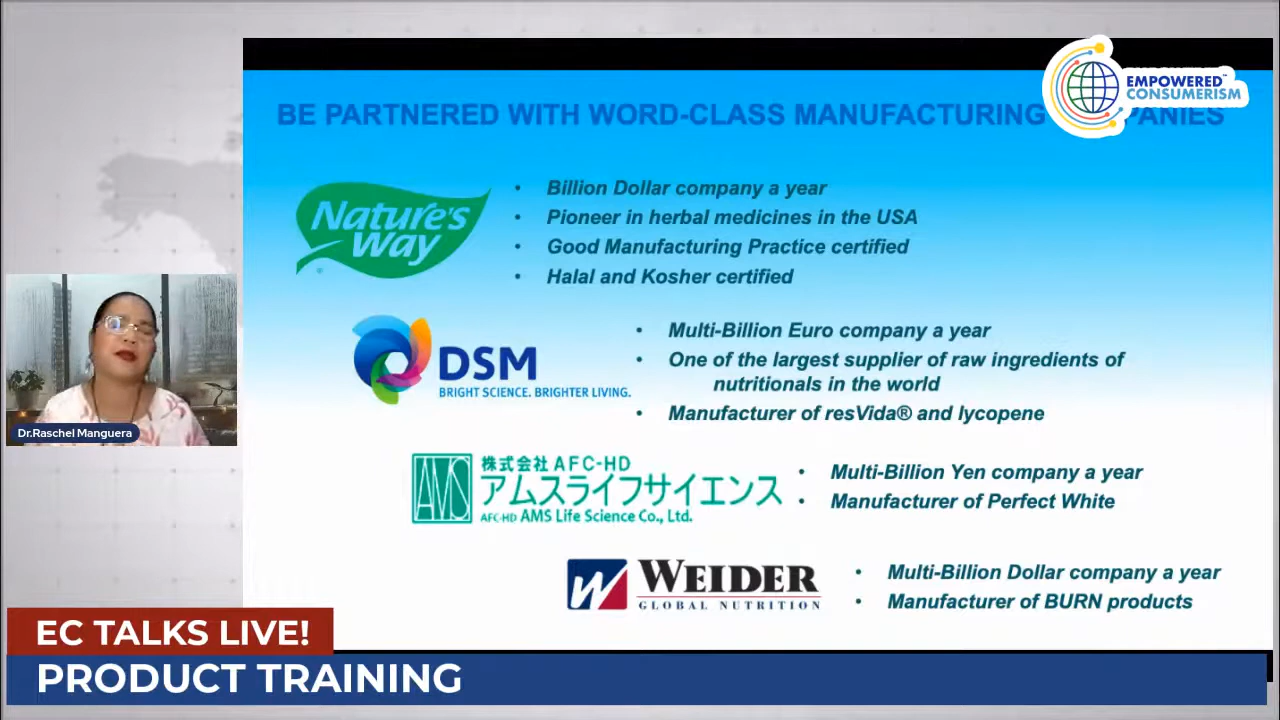 EMPOWERED™
CONSUMERISM
BE PARTNERED WITH WORD-CLASS MANUFACTURING
Nature's
Way
®
• Billion Dollar company a year
• Pioneer in herbal medicines in the USA
• Good Manufacturing Practice certified
• Halal and Kosher certified
DSM
BRIGHT SCIENCE. BRIGHTER LIVING.
• Multi-Billion Euro company a year
• One of the largest supplier of raw ingredients of
nutritionals in the world
• Manufacturer of resVida® and lycopene
Dr.Raschel Manguera
AMS
株式会社 AFC-HD
アムスライフサイエンス
AFC-HD AMS Life Science Co., Ltd.
• Multi-Billion Yen company a year
• Manufacturer of Perfect White
W
WEIDER
GLOBAL NUTRITION
• Multi-Billion Dollar company a year
• Manufacturer of BURN products
EC TALKS LIVE!
PRODUCT TRAINING